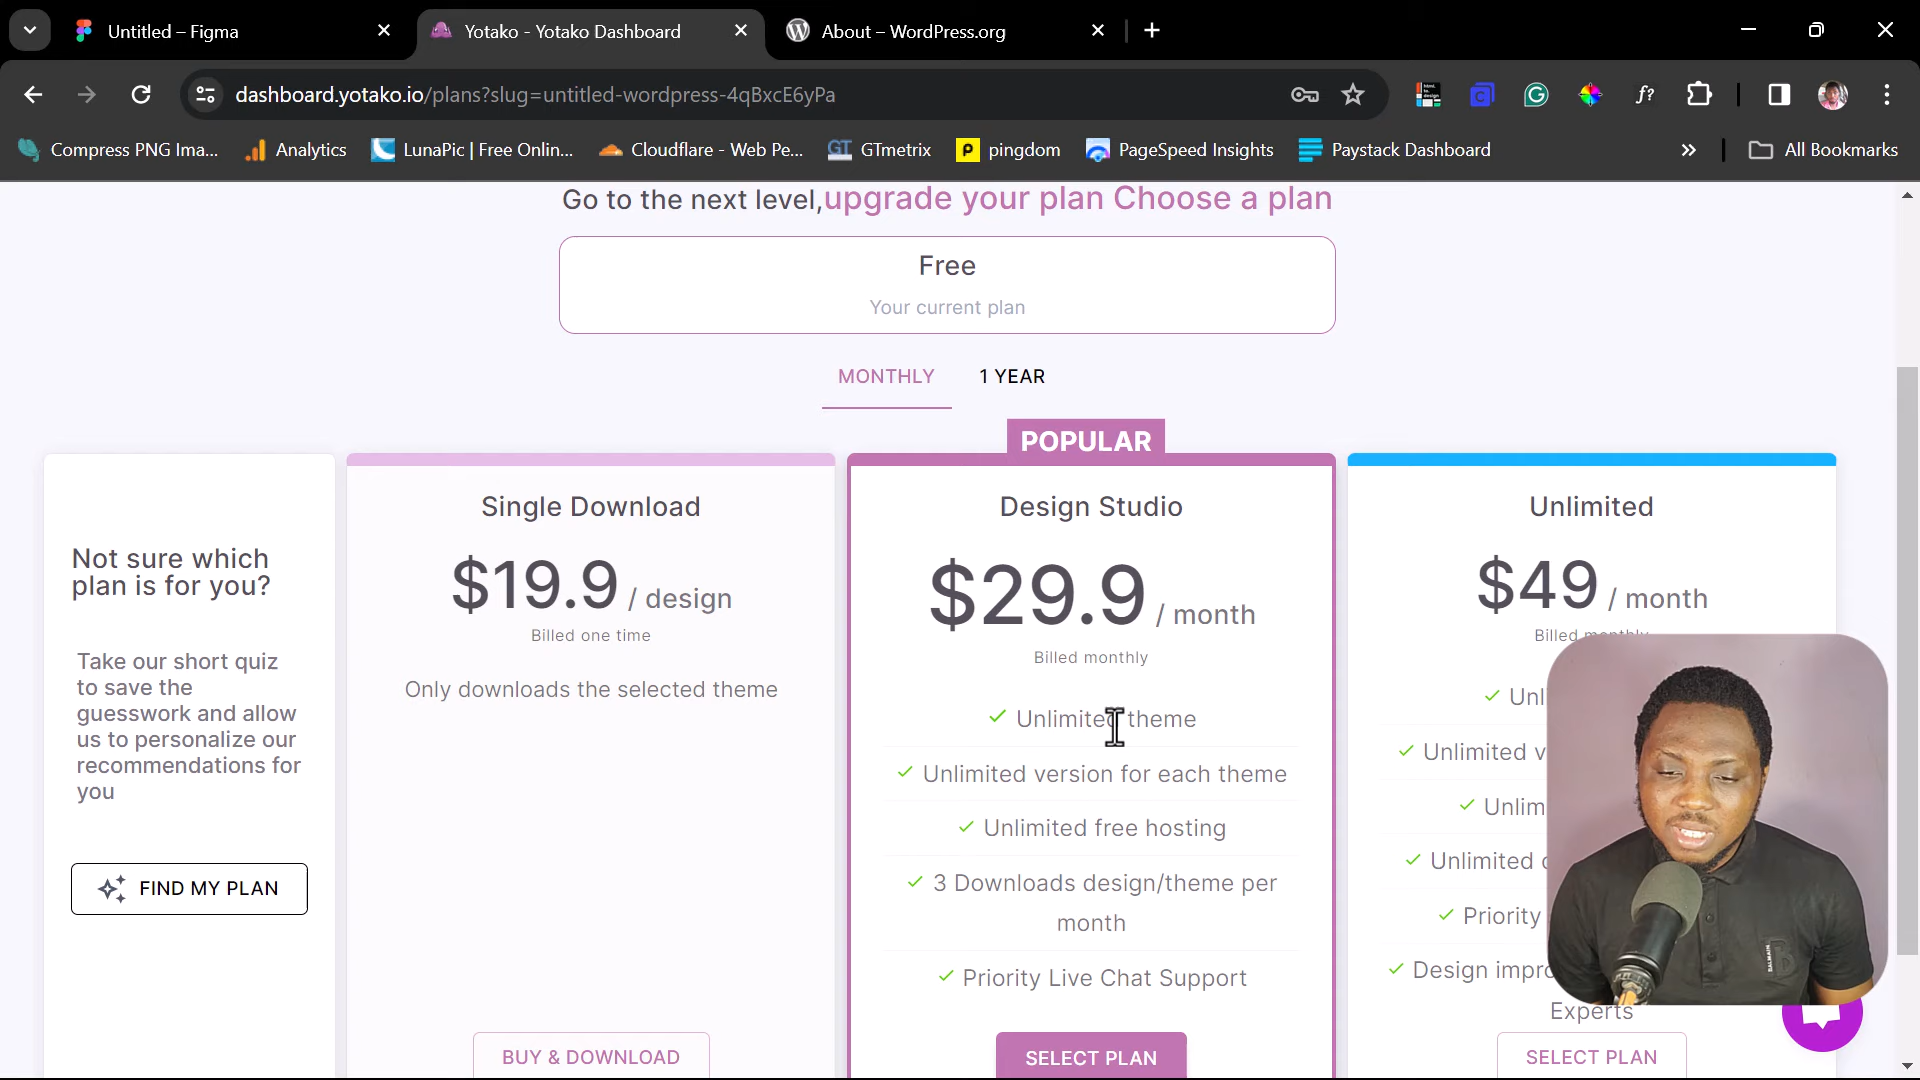 Untitled – Figma
Yotako - Yotako Dashboard
About – WordPress.org
dashboard.yotako.io/plans?slug=untitled-wordpress-4qBxcE6yPa
f?
Compress PNG Ima...
Analytics
LunaPic | Free Onlin...
Cloudflare - Web Pe...
GTmetrix
pingdom
PageSpeed Insights
Paystack Dashboard
All Bookmarks
Go to the next level,upgrade your plan Choose a plan
Free
Your current plan
MONTHLY
1 YEAR
Not sure which
plan is for you?
Take our short quiz
to save the
guesswork and allow
us to personalize our
recommendations for
you
FIND MY PLAN
Single Download
$19.9 / design
Billed one time
Only downloads the selected theme
BUY & DOWNLOAD
POPULAR
Design Studio
$29.9 / month
Billed monthly
Unlimited theme
Unlimited version for each theme
Unlimited free hosting
3 Downloads design/theme per
month
Priority Live Chat Support
SELECT PLAN
Unlimited
$49 / month
Billed monthly
Unlimited
Priority
Design
Experts
SELECT PLAN